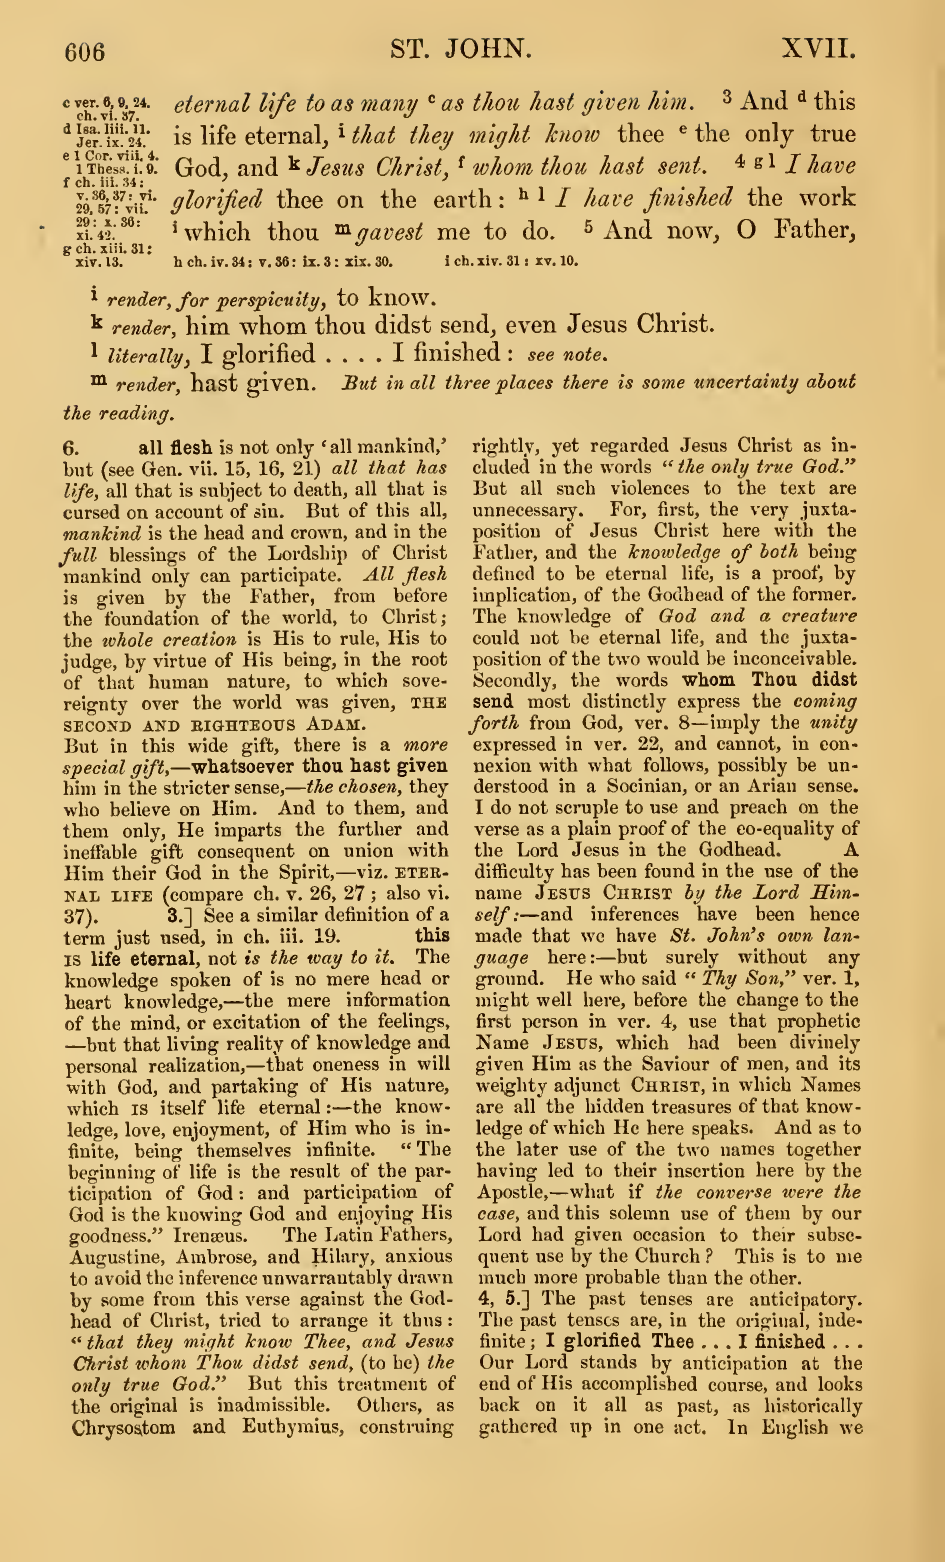 606 ST. JOHN. XVII.
c ver. 6, 9, 24.
ch. vi. 37.
d Isa. liii. 11.
Jer. ix. 24.
e 1 Cor. viii. 4.
1 Thess. i. 9.
f ch. iii. 34:
v. 36, 37: vi.
29, 57: vii.
29: x. 36:
xi. 42.
g ch. xiii. 31:
xiv. 13.
eternal life to as many c as thou hast given him. 3 And d this
is life eternal, i that they might know thee e the only true
God, and k Jesus Christ, f whom thou hast sent. 4 g l I have
glorified thee on the earth: h l I have finished the work
i which thou m gavest me to do. 5 And now, O Father,
h ch. iv. 34: v. 36: ix. 3: xix. 30. i ch. xiv. 31: xv. 10.
i render, for perspicuity, to know.
k render, him whom thou didst send, even Jesus Christ.
l literally, I glorified . . . . I finished: see note.
m render, hast given. But in all three places there is some uncertainty about
the reading.
6. all flesh is not only ‘all mankind,’
but (see Gen. vii. 15, 16, 21) all that has
life, all that is subject to death, all that is
cursed on account of sin. But of this all,
mankind is the head and crown, and in the
full blessings of the Lordship of Christ
mankind only can participate. All flesh
is given by the Father, from before
the foundation of the world, to Christ;
the whole creation is His to rule, His to
judge, by virtue of His being, in the root
of that human nature, to which sove-
reignty over the world was given, THE
SECOND AND RIGHTEOUS ADAM.
But in this wide gift, there is a more
special gift,—whatsoever thou hast given
him in the stricter sense,—the chosen, they
who believe on Him. And to them, and
them only, He imparts the further and
ineffable gift consequent on union with
Him their God in the Spirit,—viz. ETER-
NAL LIFE (compare ch. v. 26, 27; also vi.
37). 3.] See a similar definition of a
term just used, in ch. iii. 19. this
IS life eternal, not is the way to it. The
knowledge spoken of is no mere head or
heart knowledge,—the mere information
of the mind, or excitation of the feelings,
—but that living reality of knowledge and
personal realization,—that oneness in will
with God, and partaking of His nature,
which IS itself life eternal:—the know-
ledge, love, enjoyment, of Him who is in-
finite, being themselves infinite. “The
beginning of life is the result of the par-
ticipation of God: and participation of
God is the knowing God and enjoying His
goodness.” Irenæus. The Latin Fathers,
Augustine, Ambrose, and Hilary, anxious
to avoid the inference unwarrantably drawn
by some from this verse against the God-
head of Christ, tried to arrange it thus:
“that they might know Thee, and Jesus
Christ whom Thou didst send, (to be) the
only true God.” But this treatment of
the original is inadmissible. Others, as
Chrysostom and Euthymius, construing
rightly, yet regarded Jesus Christ as in-
cluded in the words “the only true God.”
But all such violences to the text are
unnecessary. For, first, the very juxta-
position of Jesus Christ here with the
Father, and the knowledge of both being
defined to be eternal life, is a proof, by
implication, of the Godhead of the former.
The knowledge of God and a creature
could not be eternal life, and the juxta-
position of the two would be inconceivable.
Secondly, the words whom Thou didst
send most distinctly express the coming
forth from God, ver. 8—imply the unity
expressed in ver. 22, and cannot, in con-
nexion with what follows, possibly be un-
derstood in a Socinian, or an Arian sense.
I do not scruple to use and preach on the
verse as a plain proof of the co-equality of
the Lord Jesus in the Godhead. A
difficulty has been found in the use of the
name JESUS CHRIST by the Lord Him-
self:—and inferences have been hence
made that we have St. John's own lan-
guage here:—but surely without any
ground. He who said “Thy Son,” ver. 1,
might well here, before the change to the
first person in ver. 4, use that prophetic
Name JESUS, which had been divinely
given Him as the Saviour of men, and its
weighty adjunct CHRIST, in which Names
are all the hidden treasures of that know-
ledge of which He here speaks. And as to
the later use of the two names together
having led to their insertion here by the
Apostle,—what if the converse were the
case, and this solemn use of them by our
Lord had given occasion to their subse-
quent use by the Church? This is to me
much more probable than the other.
4, 5.] The past tenses are anticipatory.
The past tenses are, in the original, inde-
finite; I glorified Thee . . . I finished . . .
Our Lord stands by anticipation at the
end of His accomplished course, and looks
back on it all as past, as historically
gathered up in one act. In English we